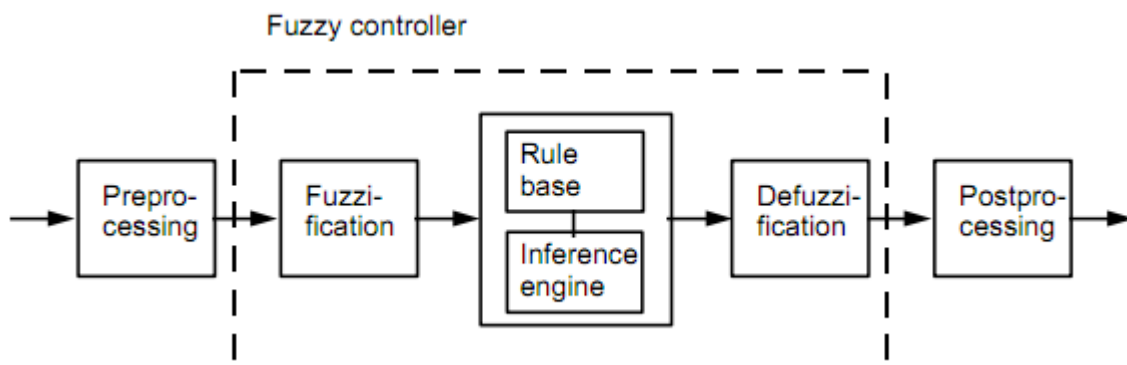 Fuzzy controller
Prepro-
cessing
Fuzzi-
fication
Rule
base
Inference
engine
Defuzzi-
fication
Postpro-
cessing